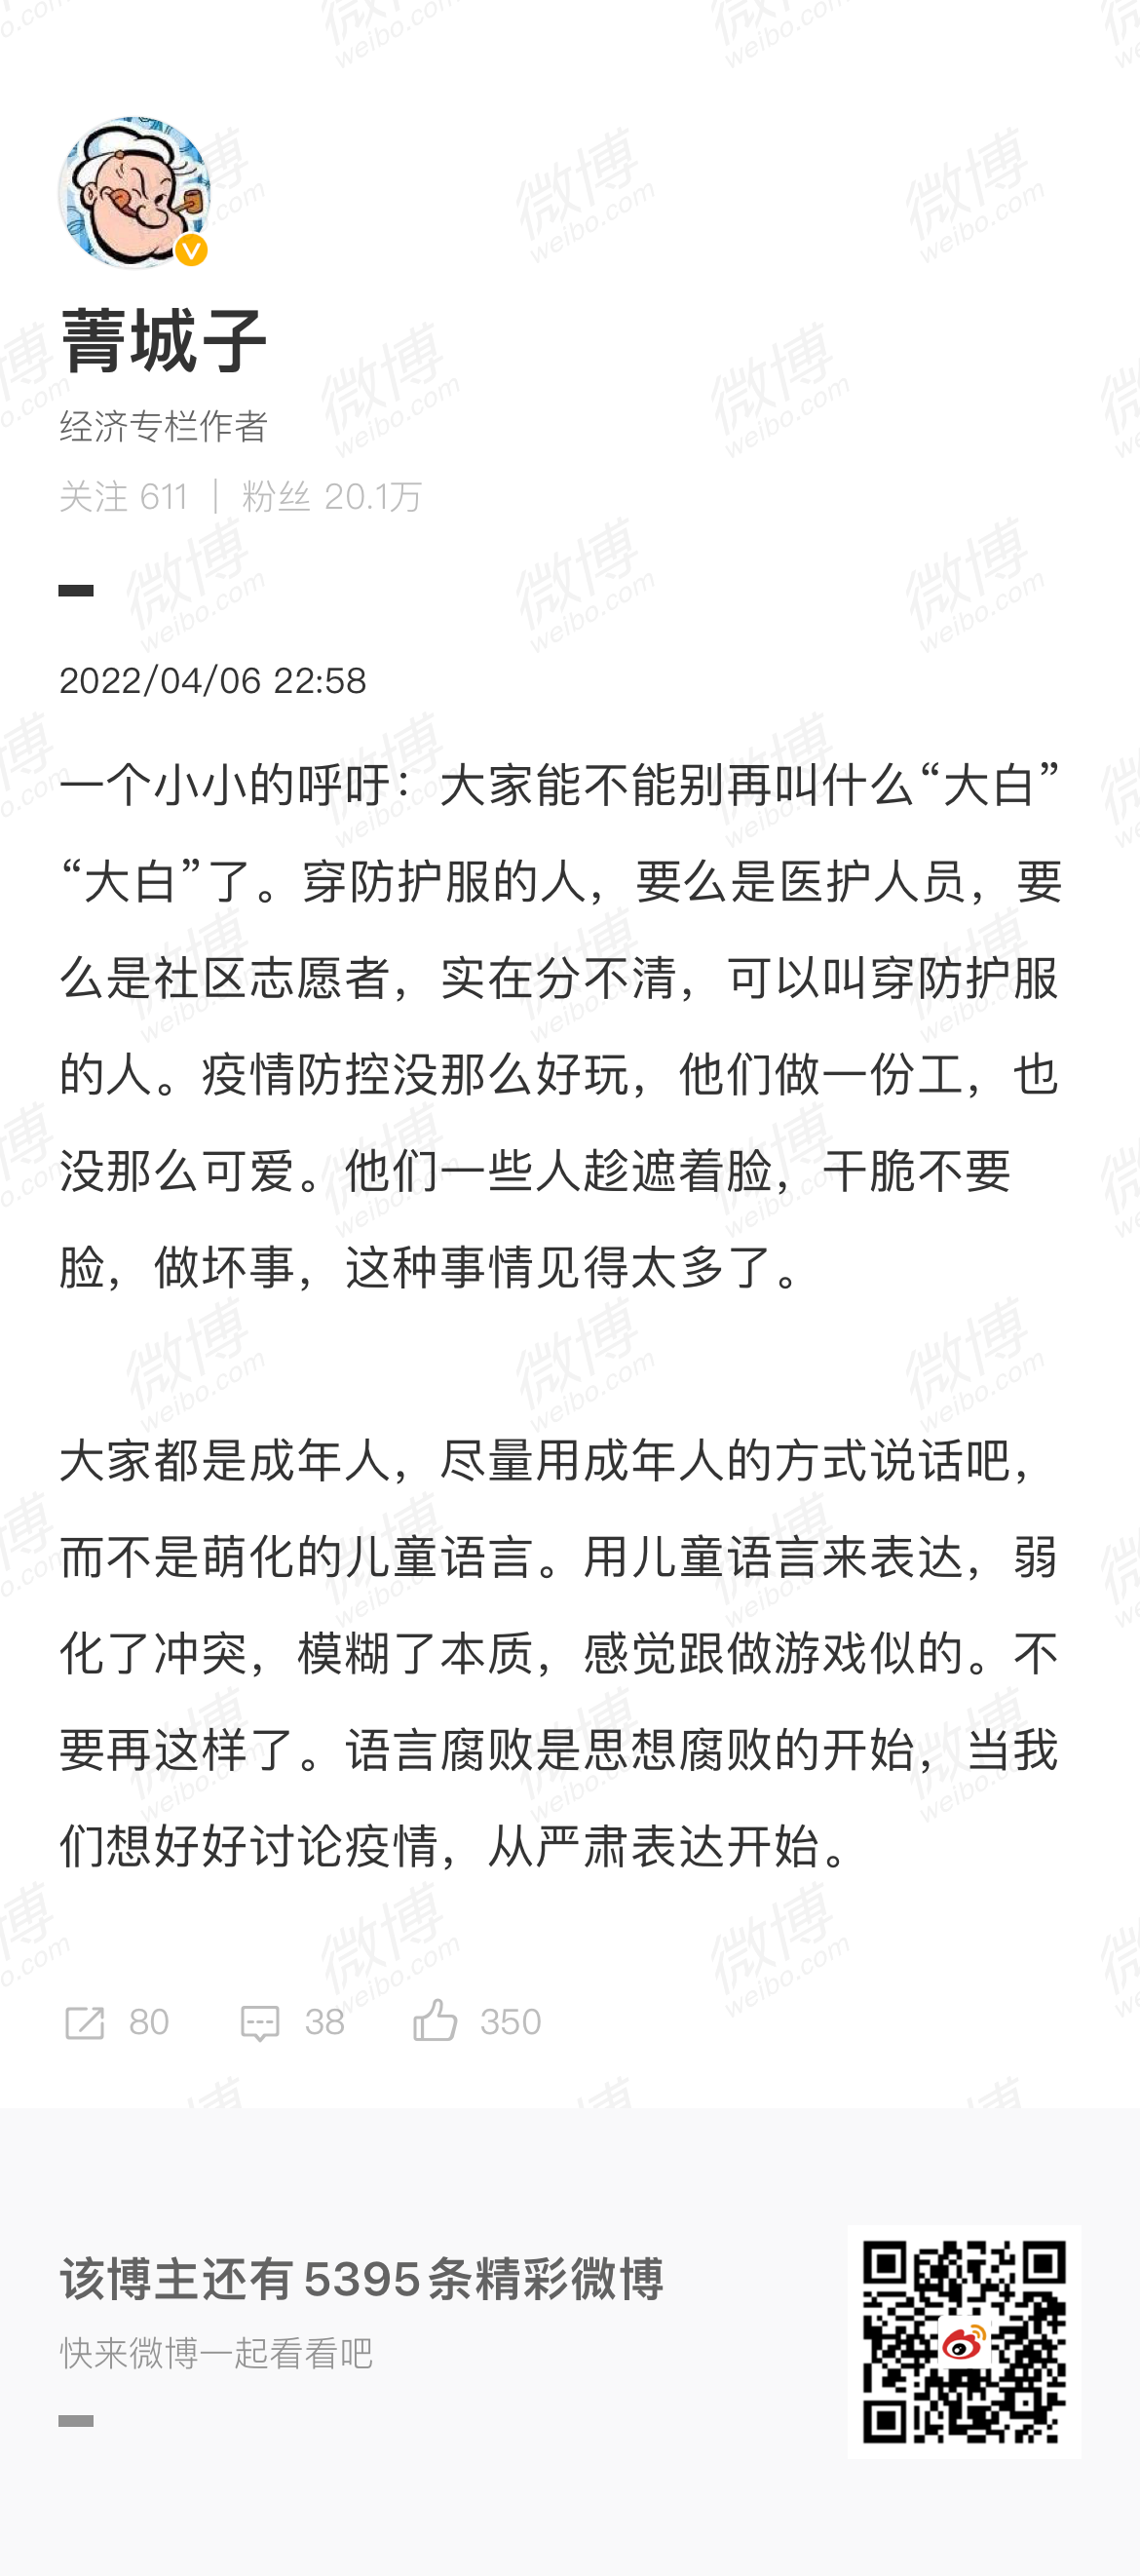 菁城子
经济专栏作者
关注 611 | 粉丝 20.1万
2022/04/06 22:58
一个小小的呼吁：大家能不能别再叫什么“大白”
“大白”了。穿防护服的人，要么是医护人员，要
么是社区志愿者，实在分不清，可以叫穿防护服
的人。疫情防控没那么好玩，他们做一份工，也
没那么可爱。他们一些人趁遮着脸，干脆不要
脸，做坏事，这种事情见得太多了。
大家都是成年人，尽量用成年人的方式说话吧，
而不是萌化的儿童语言。用儿童语言来表达，弱
化了冲突，模糊了本质，感觉跟做游戏似的。不
要再这样了。语言腐败是思想腐败的开始，当我
们想好好讨论疫情，从严肃表达开始。
80 38 350
该博主还有5395条精彩微博
快来微博一起看看吧
微博
weibo.com